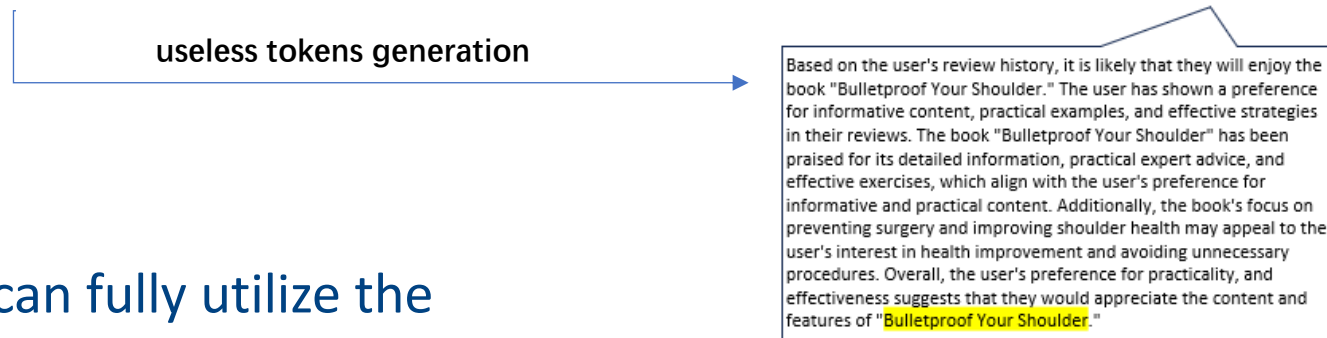 useless tokens generation
Based on the user's review history, it is likely that they will enjoy the
book "Bulletproof Your Shoulder." The user has shown a preference
for informative content, practical examples, and effective strategies
in their reviews. The book "Bulletproof Your Shoulder" has been
praised for its detailed information, practical expert advice, and
effective exercises, which align with the user's preference for
informative and practical content. Additionally, the book's focus on
preventing surgery and improving shoulder health may appeal to the
user's interest in health improvement and avoiding unnecessary
procedures. Overall, the user's preference for practicality, and
effectiveness suggests that they would appreciate the content and
features of "Bulletproof Your Shoulder."
can fully utilize the